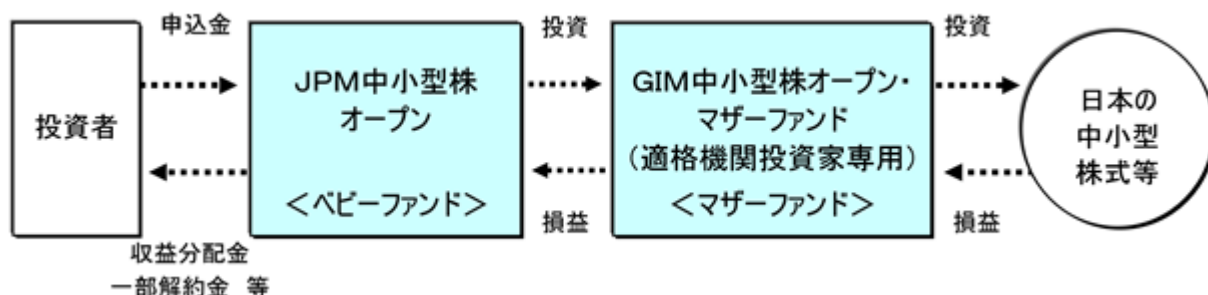 申込金
投資
投資
投資者
JPM中小型株
オープン
<ベビーファンド>
GIM中小型株オープン・
マザーファンド
(適格機関投資家専用)
<マザーファンド>
日本の
中小型
株式等
収益分配金
一部解約金 等
損益
損益